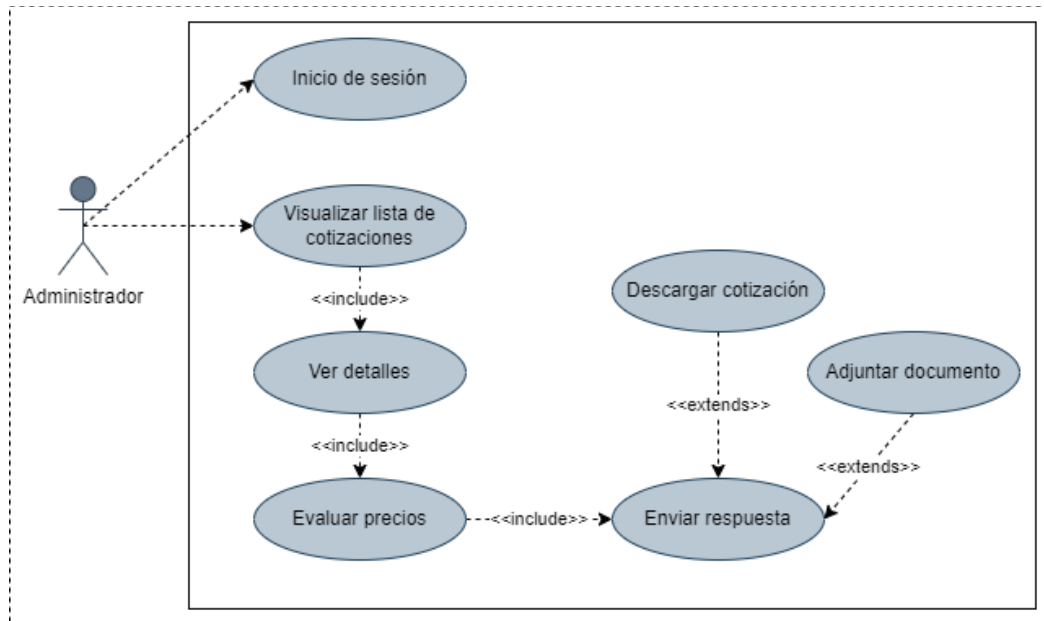 Inicio de sesión
Visualizar lista de
cotizaciones
Administrador
<<include>>
Descargar cotización
Ver detalles
Adjuntar documento
<<extends>>
<<include>>
<<extends>>
Evaluar precios
<<include>>
Enviar respuesta